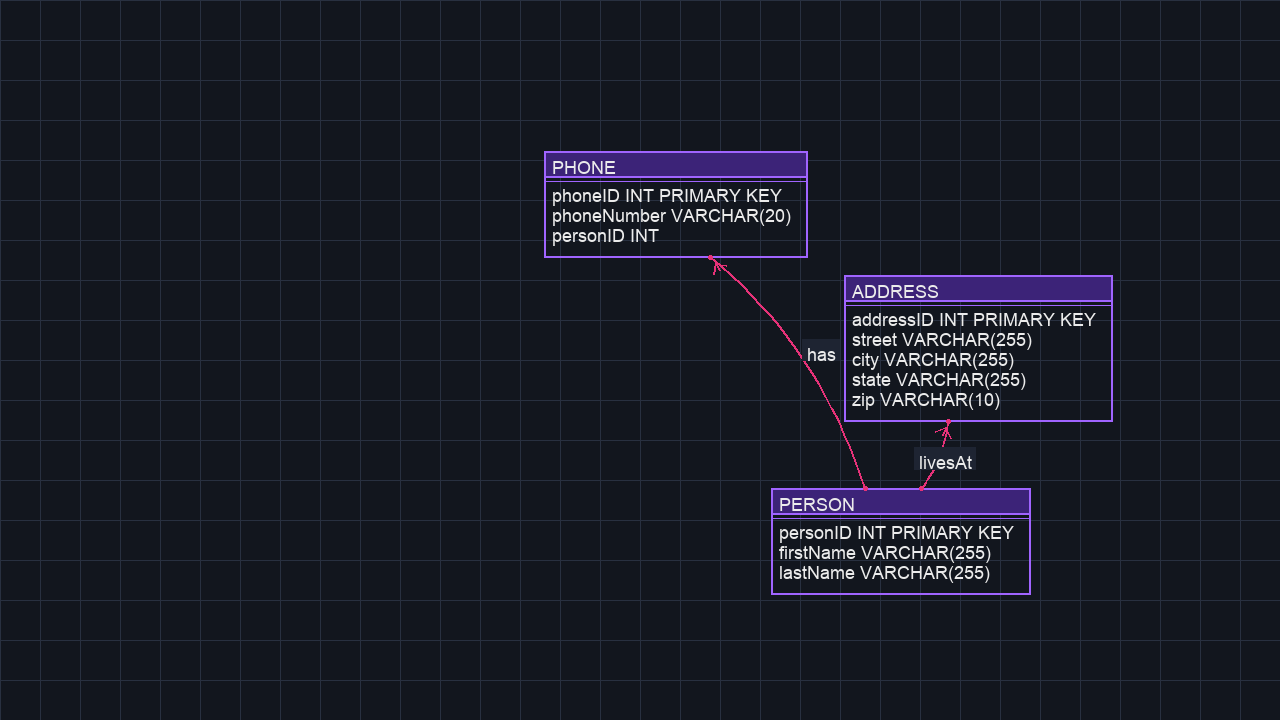 PHONE
phoneID INT PRIMARY KEY
phoneNumber VARCHAR(20)
personID INT
ADDRESS
addressID INT PRIMARY KEY
street VARCHAR(255)
city VARCHAR(255)
state VARCHAR(255)
zip VARCHAR(10)
has
livesAt
PERSON
personID INT PRIMARY KEY
firstName VARCHAR(255)
lastName VARCHAR(255)